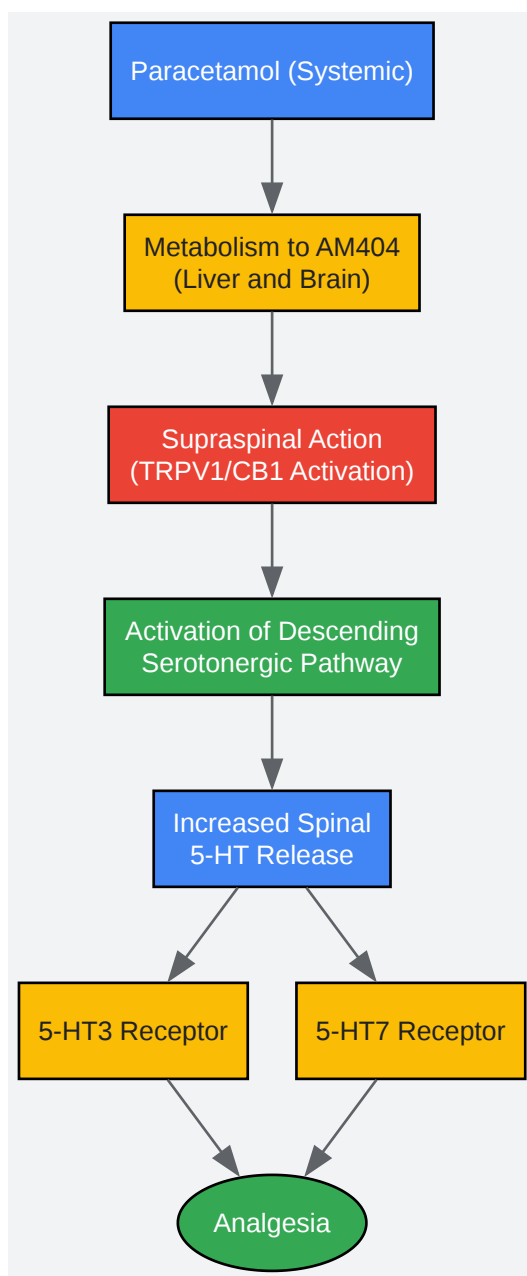 Paracetamol (Systemic)
Metabolism to AM404
(Liver and Brain)
Supraspinal Action
(TRPV1/CB1 Activation)
Activation of Descending
Serotonergic Pathway
Increased Spinal
5-HT Release
5-HT3 Receptor
5-HT7 Receptor
Analgesia